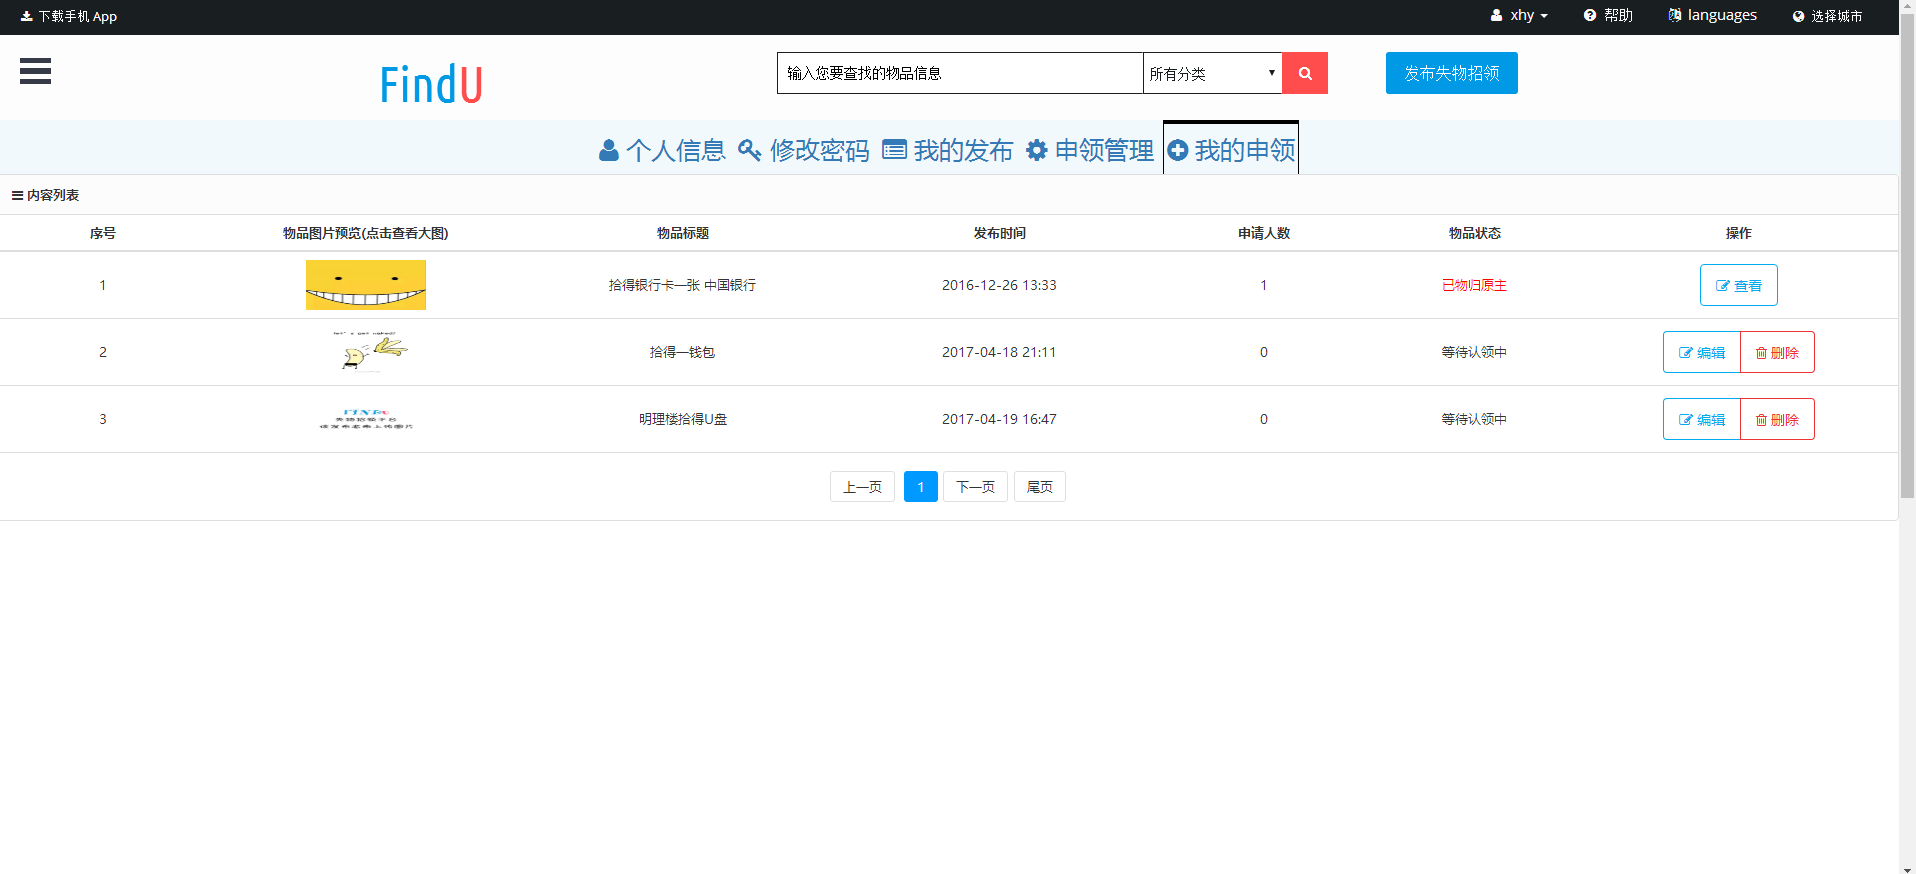 下载手机 App xhy 帮助 languages 选择城市
FindU 输入您要查找的物品信息 所有分类 发布失物招领
个人信息 修改密码 我的发布 申领管理 我的申领
内容列表
序号 物品图片预览(点击查看大图) 物品标题 发布时间 申请人数 物品状态 操作
1 拾得银行卡一张 中国银行 2016-12-26 13:33 1 已物归原主 查看
2 拾得一钱包 2017-04-18 21:11 0 等待认领中 编辑 删除
3 明理楼拾得U盘 2017-04-19 16:47 0 等待认领中 编辑 删除
上一页 1 下一页 尾页